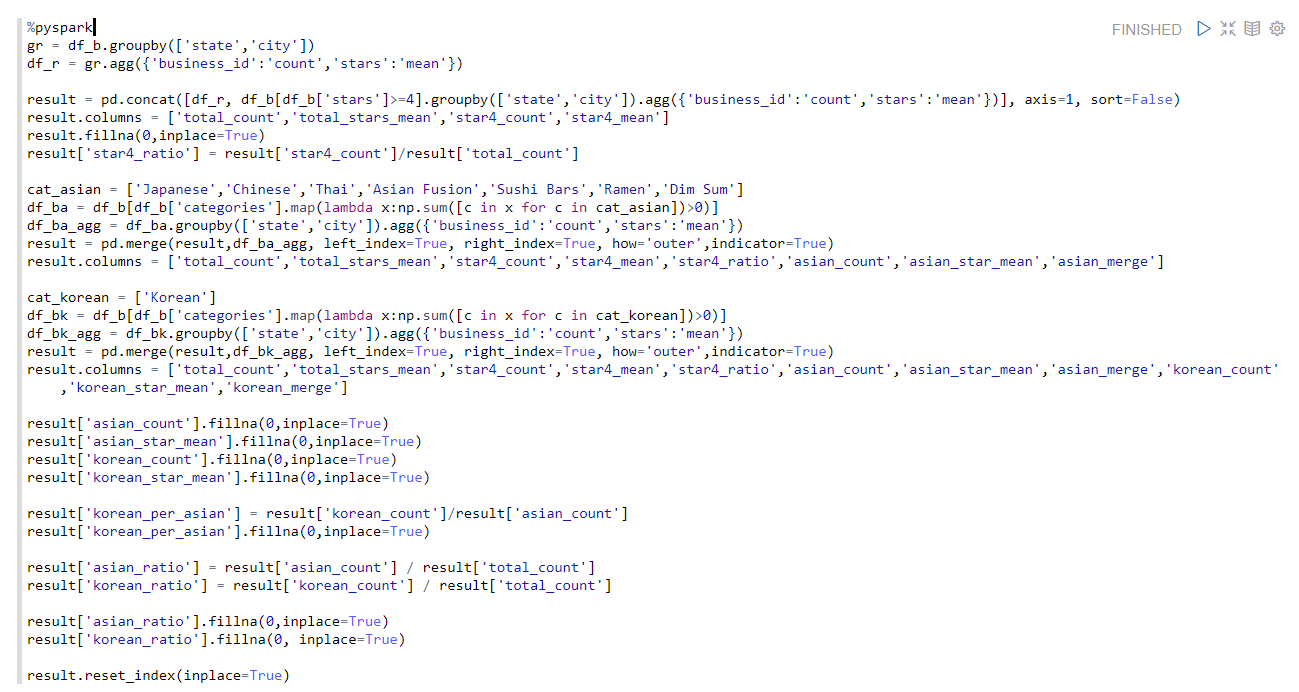 %pyspark
FINISHED
gr = df_b.groupby(['state','city'])
df_r = gr.agg({'business_id':'count','stars':'mean'})
result = pd.concat([df_r, df_b[df_b['stars']>=4].groupby(['state','city']).agg({'business_id':'count','stars':'mean'})], axis=1, sort=False)
result.columns = ['total_count','total_stars_mean','star4_count','star4_mean']
result.fillna(0,inplace=True)
result['star4_ratio'] = result['star4_count']/result['total_count']
cat_asian = ['Japanese','Chinese','Thai','Asian Fusion','Sushi Bars','Ramen','Dim Sum']
df_ba = df_b[df_b['categories'].map(lambda x:np.sum([c in x for c in cat_asian])>0)]
df_ba_agg = df_ba.groupby(['state','city']).agg({'business_id':'count','stars':'mean'})
result = pd.merge(result,df_ba_agg, left_index=True, right_index=True, how='outer',indicator=True)
result.columns = ['total_count','total_stars_mean','star4_count','star4_mean','star4_ratio','asian_count','asian_star_mean','asian_merge']
cat_korean = ['Korean']
df_bk = df_b[df_b['categories'].map(lambda x:np.sum([c in x for c in cat_korean])>0)]
df_bk_agg = df_bk.groupby(['state','city']).agg({'business_id':'count','stars':'mean'})
result = pd.merge(result,df_bk_agg, left_index=True, right_index=True, how='outer',indicator=True)
result.columns = ['total_count','total_stars_mean','star4_count','star4_mean','star4_ratio','asian_count','asian_star_mean','asian_merge','korean_count'
,'korean_star_mean','korean_merge']
result['asian_count'].fillna(0,inplace=True)
result['asian_star_mean'].fillna(0,inplace=True)
result['korean_count'].fillna(0,inplace=True)
result['korean_star_mean'].fillna(0,inplace=True)
result['korean_per_asian'] = result['korean_count']/result['asian_count']
result['korean_per_asian'].fillna(0,inplace=True)
result['asian_ratio'] = result['asian_count'] / result['total_count']
result['korean_ratio'] = result['korean_count'] / result['total_count']
result['asian_ratio'].fillna(0,inplace=True)
result['korean_ratio'].fillna(0, inplace=True)
result.reset_index(inplace=True)